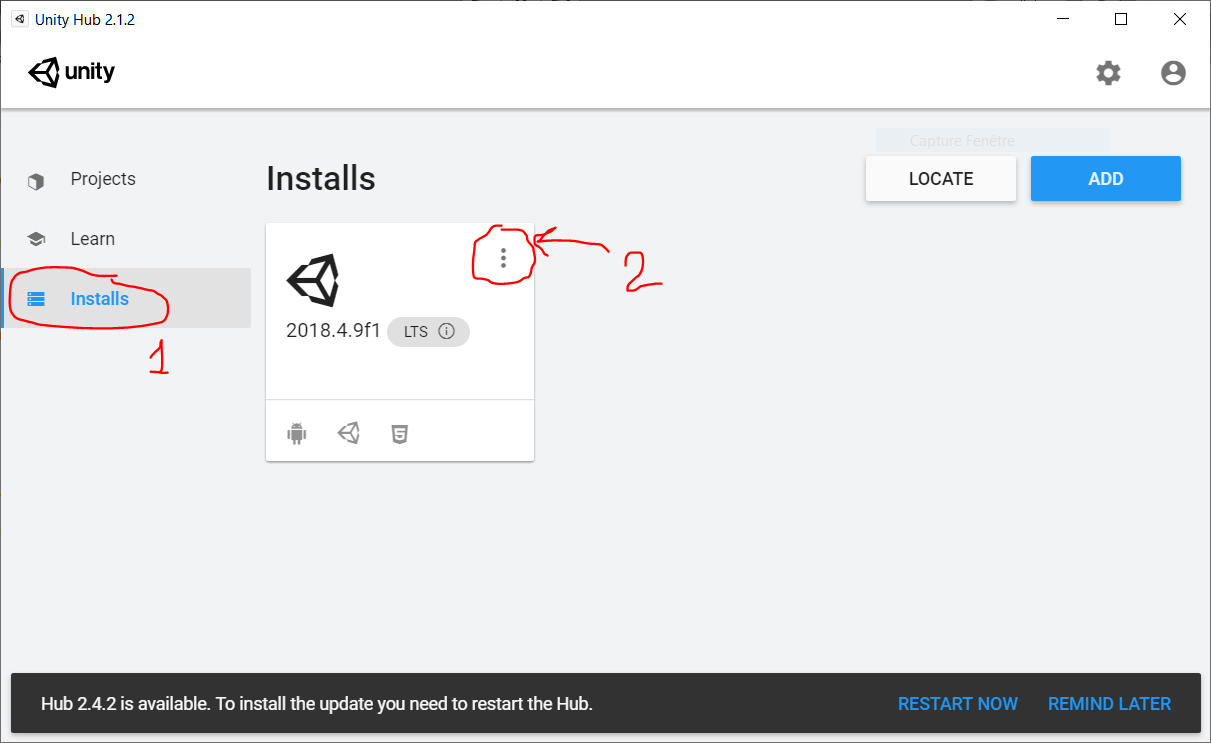 Unity Hub 2.1.2
unity
Capture Fenêtre
Projects
Installs
LOCATE
ADD
Learn
Installs
2
2018.4.9f1
LTS
1
Hub 2.4.2 is available. To install the update you need to restart the Hub.
RESTART NOW
REMIND LATER